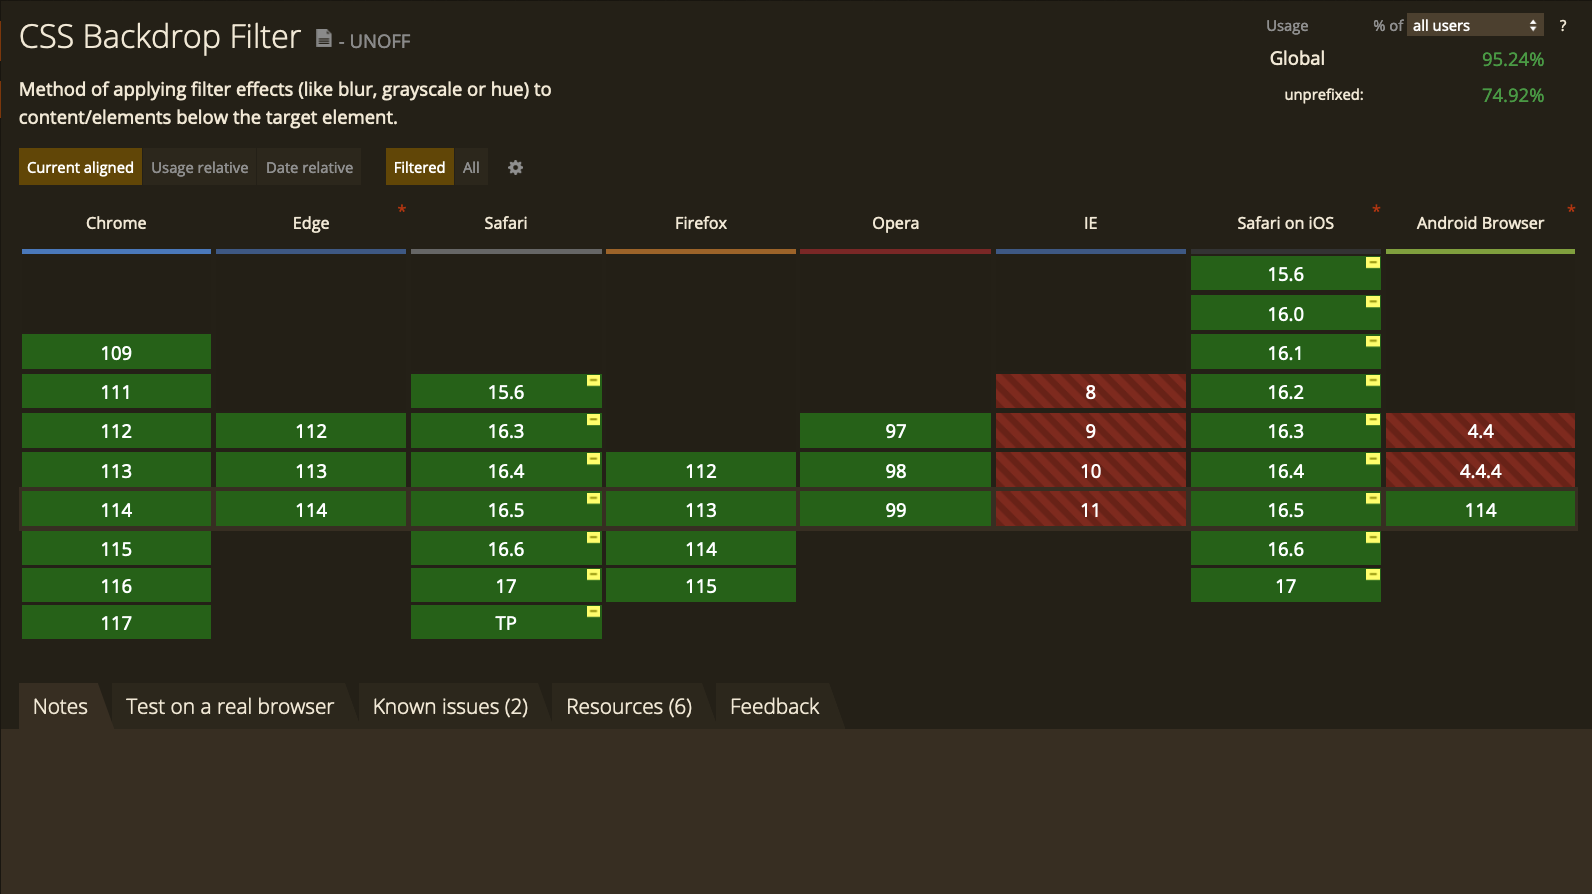 CSS Backdrop Filter - UNOFF
Usage % of all users ?
Global 95.24%
unprefixed: 74.92%
Method of applying filter effects (like blur, grayscale or hue) to
content/elements below the target element.
Current aligned Usage relative Date relative Filtered All
Chrome Edge * Safari Firefox Opera IE Safari on iOS * Android Browser *
15.6
16.0
109 16.1
111 15.6 8 16.2
112 112 16.3 97 9 16.3 4.4
113 113 16.4 112 98 10 16.4 4.4.4
114 114 16.5 113 99 11 16.5 114
115 16.6 114 16.6
116 17 115 17
117 TP
Notes Test on a real browser Known issues (2) Resources (6) Feedback